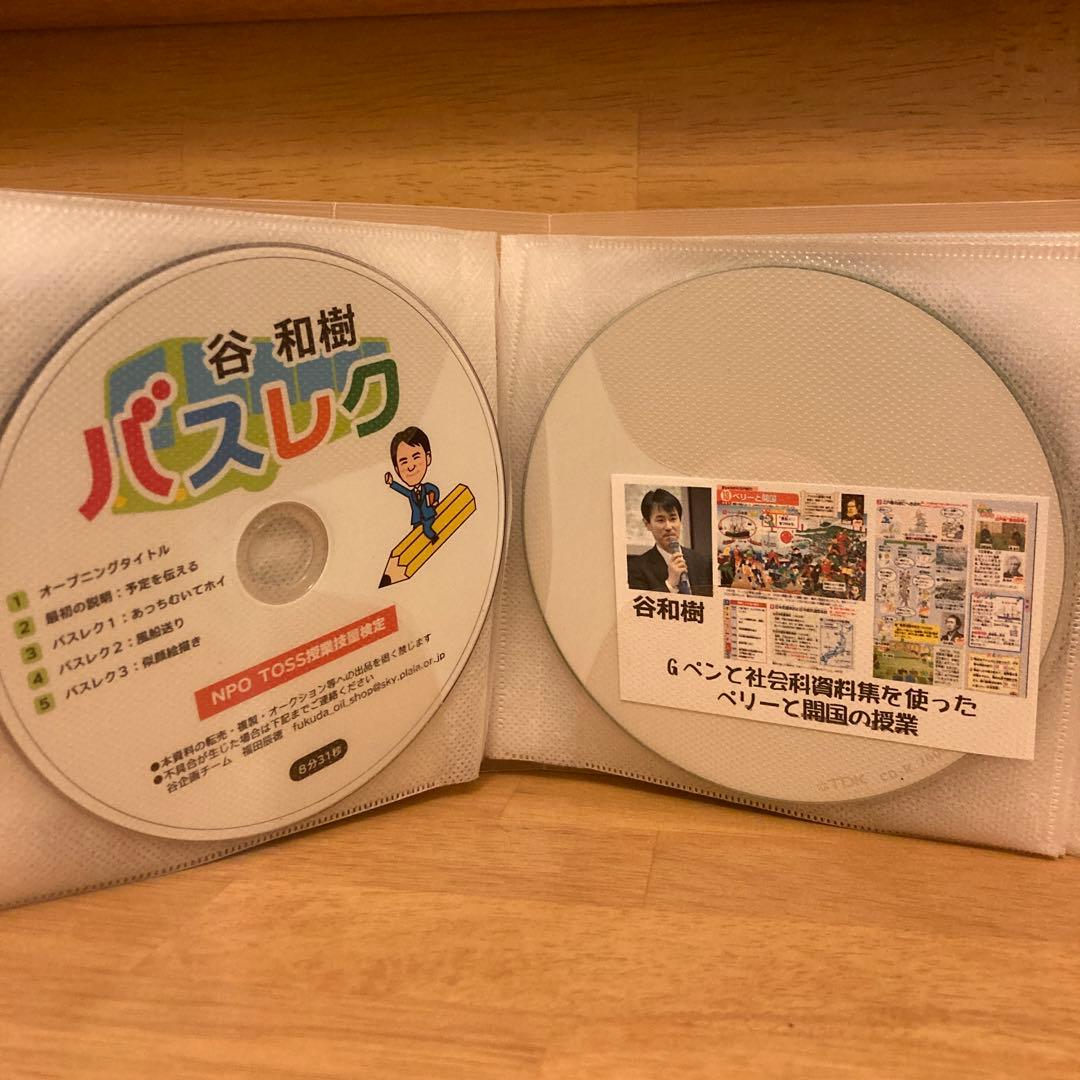 谷 和樹
バスレク
1 オープニングタイトル
2 最初の説明：予定を伝える
3 バスレク1：あっちむいてホイ
4 バスレク2：風船送り
5 バスレク3：似顔絵描き
NPO TOSS授業技量検定
●本資料の転売・複製・オークション等への出品を固く禁じます
●不具合が生じた場合は下記までご連絡ください
谷企画チーム 福田辰徳 fukuda_oil_shop@sky.plala.or.jp
8分31秒
谷和樹
ペリーと開国
Gペンと社会科資料集を使った
ペリーと開国の授業